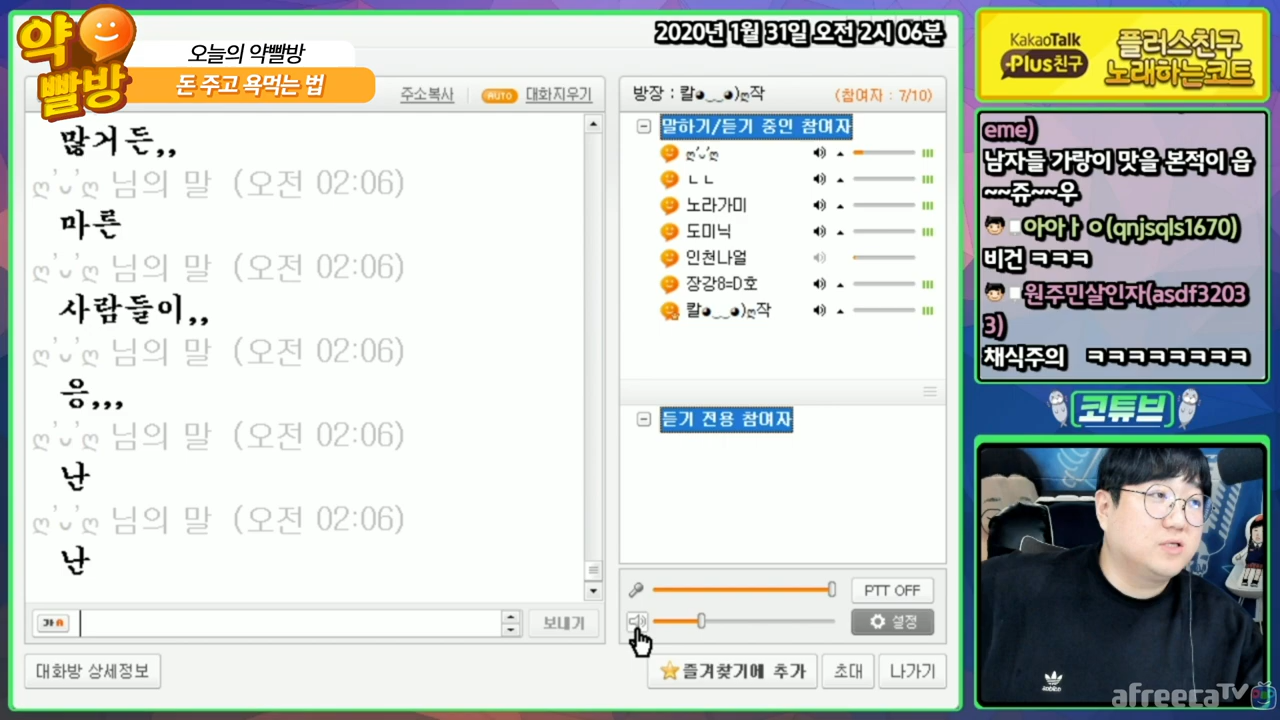 약빨방
오늘의 약빨방
돈 주고 욕먹는 법
2020년 1월 31일 오전 2시 06분
주소복사
AUTO 대화지우기
많거든,,
ღ'ᴗ'ღ 님의 말 (오전 02:06)
마른
ღ'ᴗ'ღ 님의 말 (오전 02:06)
사람들이,,
ღ'ᴗ'ღ 님의 말 (오전 02:06)
응,,,
ღ'ᴗ'ღ 님의 말 (오전 02:06)
난
ღ'ᴗ'ღ 님의 말 (오전 02:06)
난
가
보내기
대화방 상세정보
방장 : 칼◕‿‿◕)ღ작 (참여자 : 7/10)
말하기/듣기 중인 참여자
ღ'ᴗ'ღ
ㄴㄴ
노라가미
도미닉
인천나얼
장강8=D호
칼◕‿‿◕)ღ작
듣기 전용 참여자
PTT OFF
설정
즐겨찾기에 추가
초대
나가기
KakaoTalk
Plus친구
플러스친구
노래하는코트
eme)
남자들 가랑이 맛을 본적이 읍
~~쥬~~우
아아ㅏㅇ(qnjsqls1670)
비건 ㅋㅋㅋ
원주민살인자(asdf3203
3)
채식주의 ㅋㅋㅋㅋㅋㅋㅋㅋ
코튜브
adidas
afreecaTV